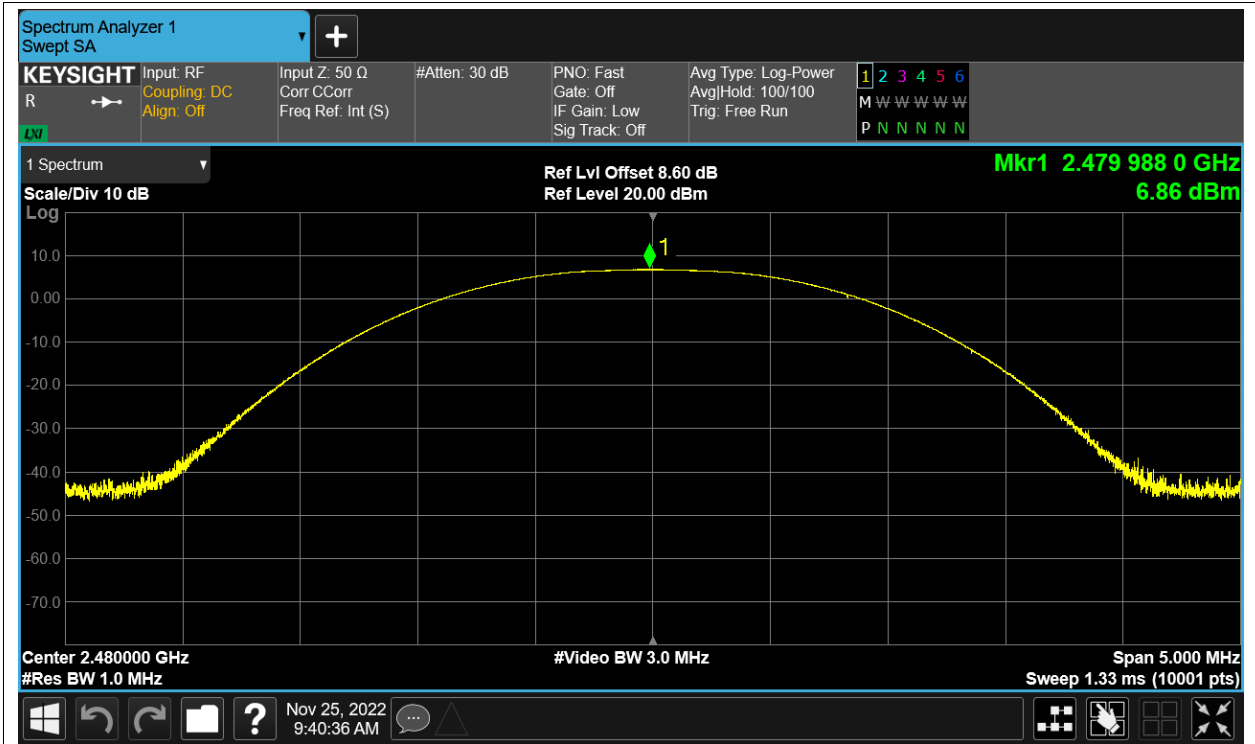 Spectrum Analyzer 1
Swept SA
KEYSIGHT
R
LXI
Input: RF
Coupling: DC
Align: Off
Input Z: 50 Ω
Corr CCorr
Freq Ref: Int (S)
#Atten: 30 dB
PNO: Fast
Gate: Off
IF Gain: Low
Sig Track: Off
Avg Type: Log-Power
Avg|Hold: 100/100
Trig: Free Run
1 2 3 4 5 6
M W W W W W
P N N N N N
1 Spectrum
Scale/Div 10 dB
Log
Ref Lvl Offset 8.60 dB
Ref Level 20.00 dBm
Mkr1 2.479 988 0 GHz
6.86 dBm
1
10.0
0.00
-10.0
-20.0
-30.0
-40.0
-50.0
-60.0
-70.0
Center 2.480000 GHz
#Res BW 1.0 MHz
#Video BW 3.0 MHz
Span 5.000 MHz
Sweep 1.33 ms (10001 pts)
?
Nov 25, 2022
9:40:36 AM